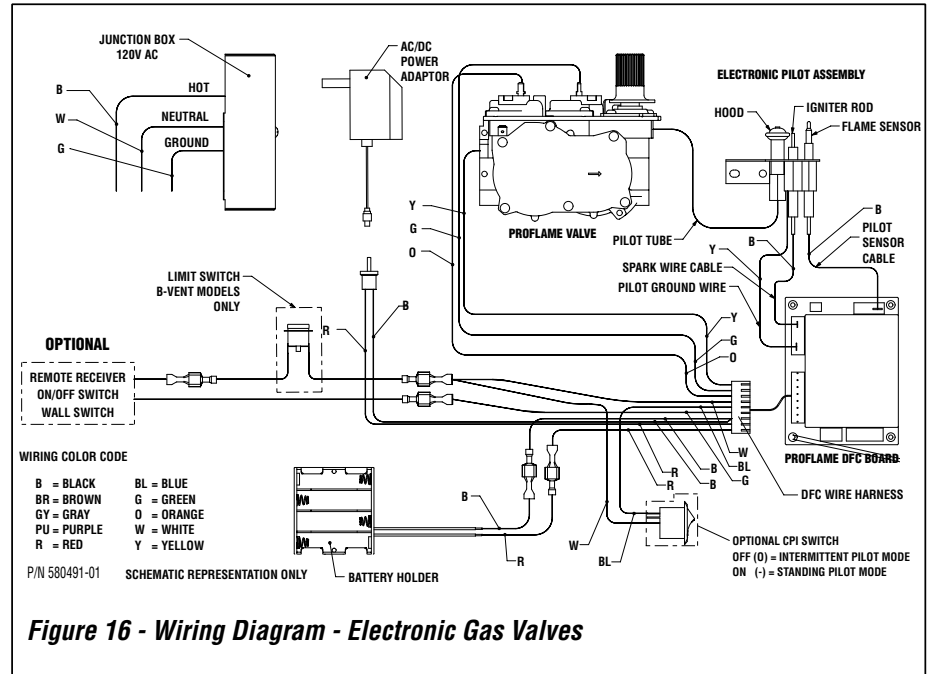 JUNCTION BOX
120V AC
HOT
NEUTRAL
GROUND
B
W
G
AC/DC
POWER
ADAPTOR
ELECTRONIC PILOT ASSEMBLY
HOOD
IGNITER ROD
FLAME SENSOR
PROFLAME VALVE
PILOT TUBE
B
PILOT
SENSOR
CABLE
B
Y
SPARK WIRE CABLE
PILOT GROUND WIRE
Y
G
O
LIMIT SWITCH
B-VENT MODELS
ONLY
R
B
Y
G
O
OPTIONAL
REMOTE RECEIVER
ON/OFF SWITCH
WALL SWITCH
W
BL
G
B
R
B
R
PROFLAME DFC BOARD
DFC WIRE HARNESS
WIRING COLOR CODE
B = BLACK
BR = BROWN
GY = GRAY
PU = PURPLE
R = RED
BL = BLUE
G = GREEN
O = ORANGE
W = WHITE
Y = YELLOW
B
R
W
BL
OPTIONAL CPI SWITCH
OFF (O) = INTERMITTENT PILOT MODE
ON (-) = STANDING PILOT MODE
P/N 580491-01
SCHEMATIC REPRESENTATION ONLY
BATTERY HOLDER
Figure 16 - Wiring Diagram - Electronic Gas Valves